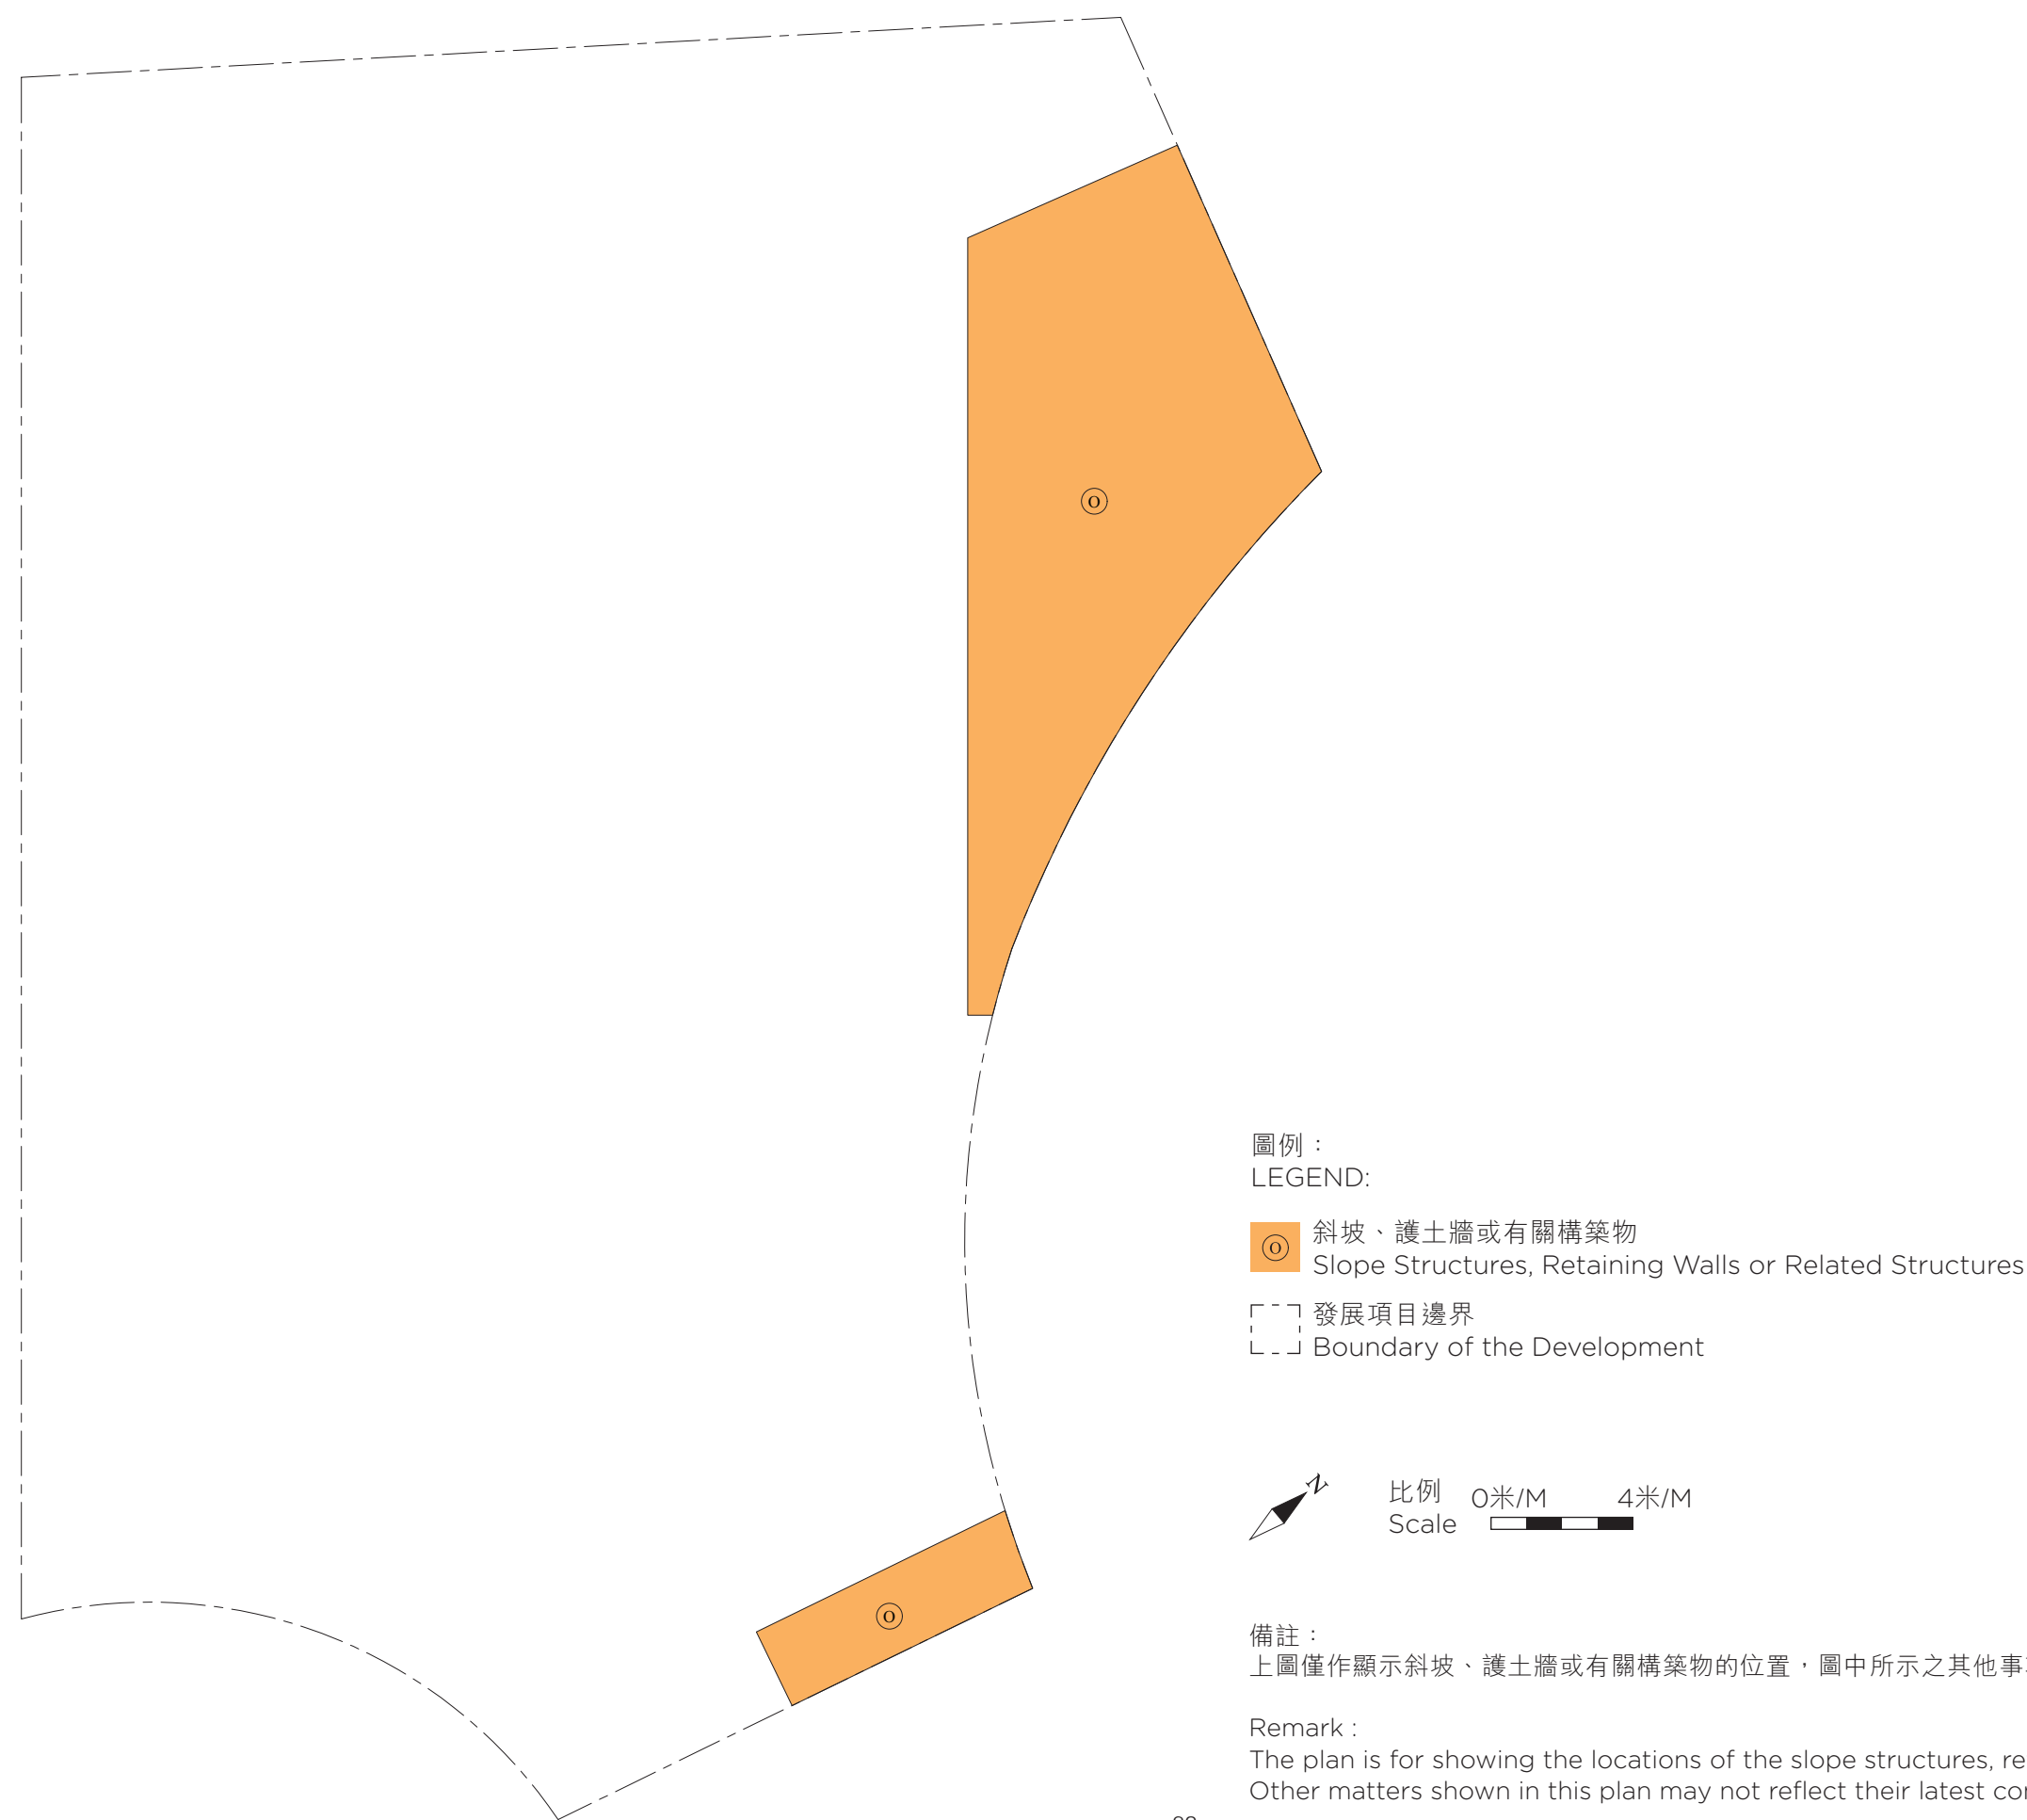 O
圖例：
LEGEND:
O 斜坡、護土牆或有關構築物
Slope Structures, Retaining Walls or Related Structures
發展項目邊界
Boundary of the Development
N
比例 0米/M 4米/M
Scale
O
備註：
上圖僅作顯示斜坡、護土牆或有關構築物的位置，圖中所示之其他事
Remark :
The plan is for showing the locations of the slope structures, re
Other matters shown in this plan may not reflect their latest co